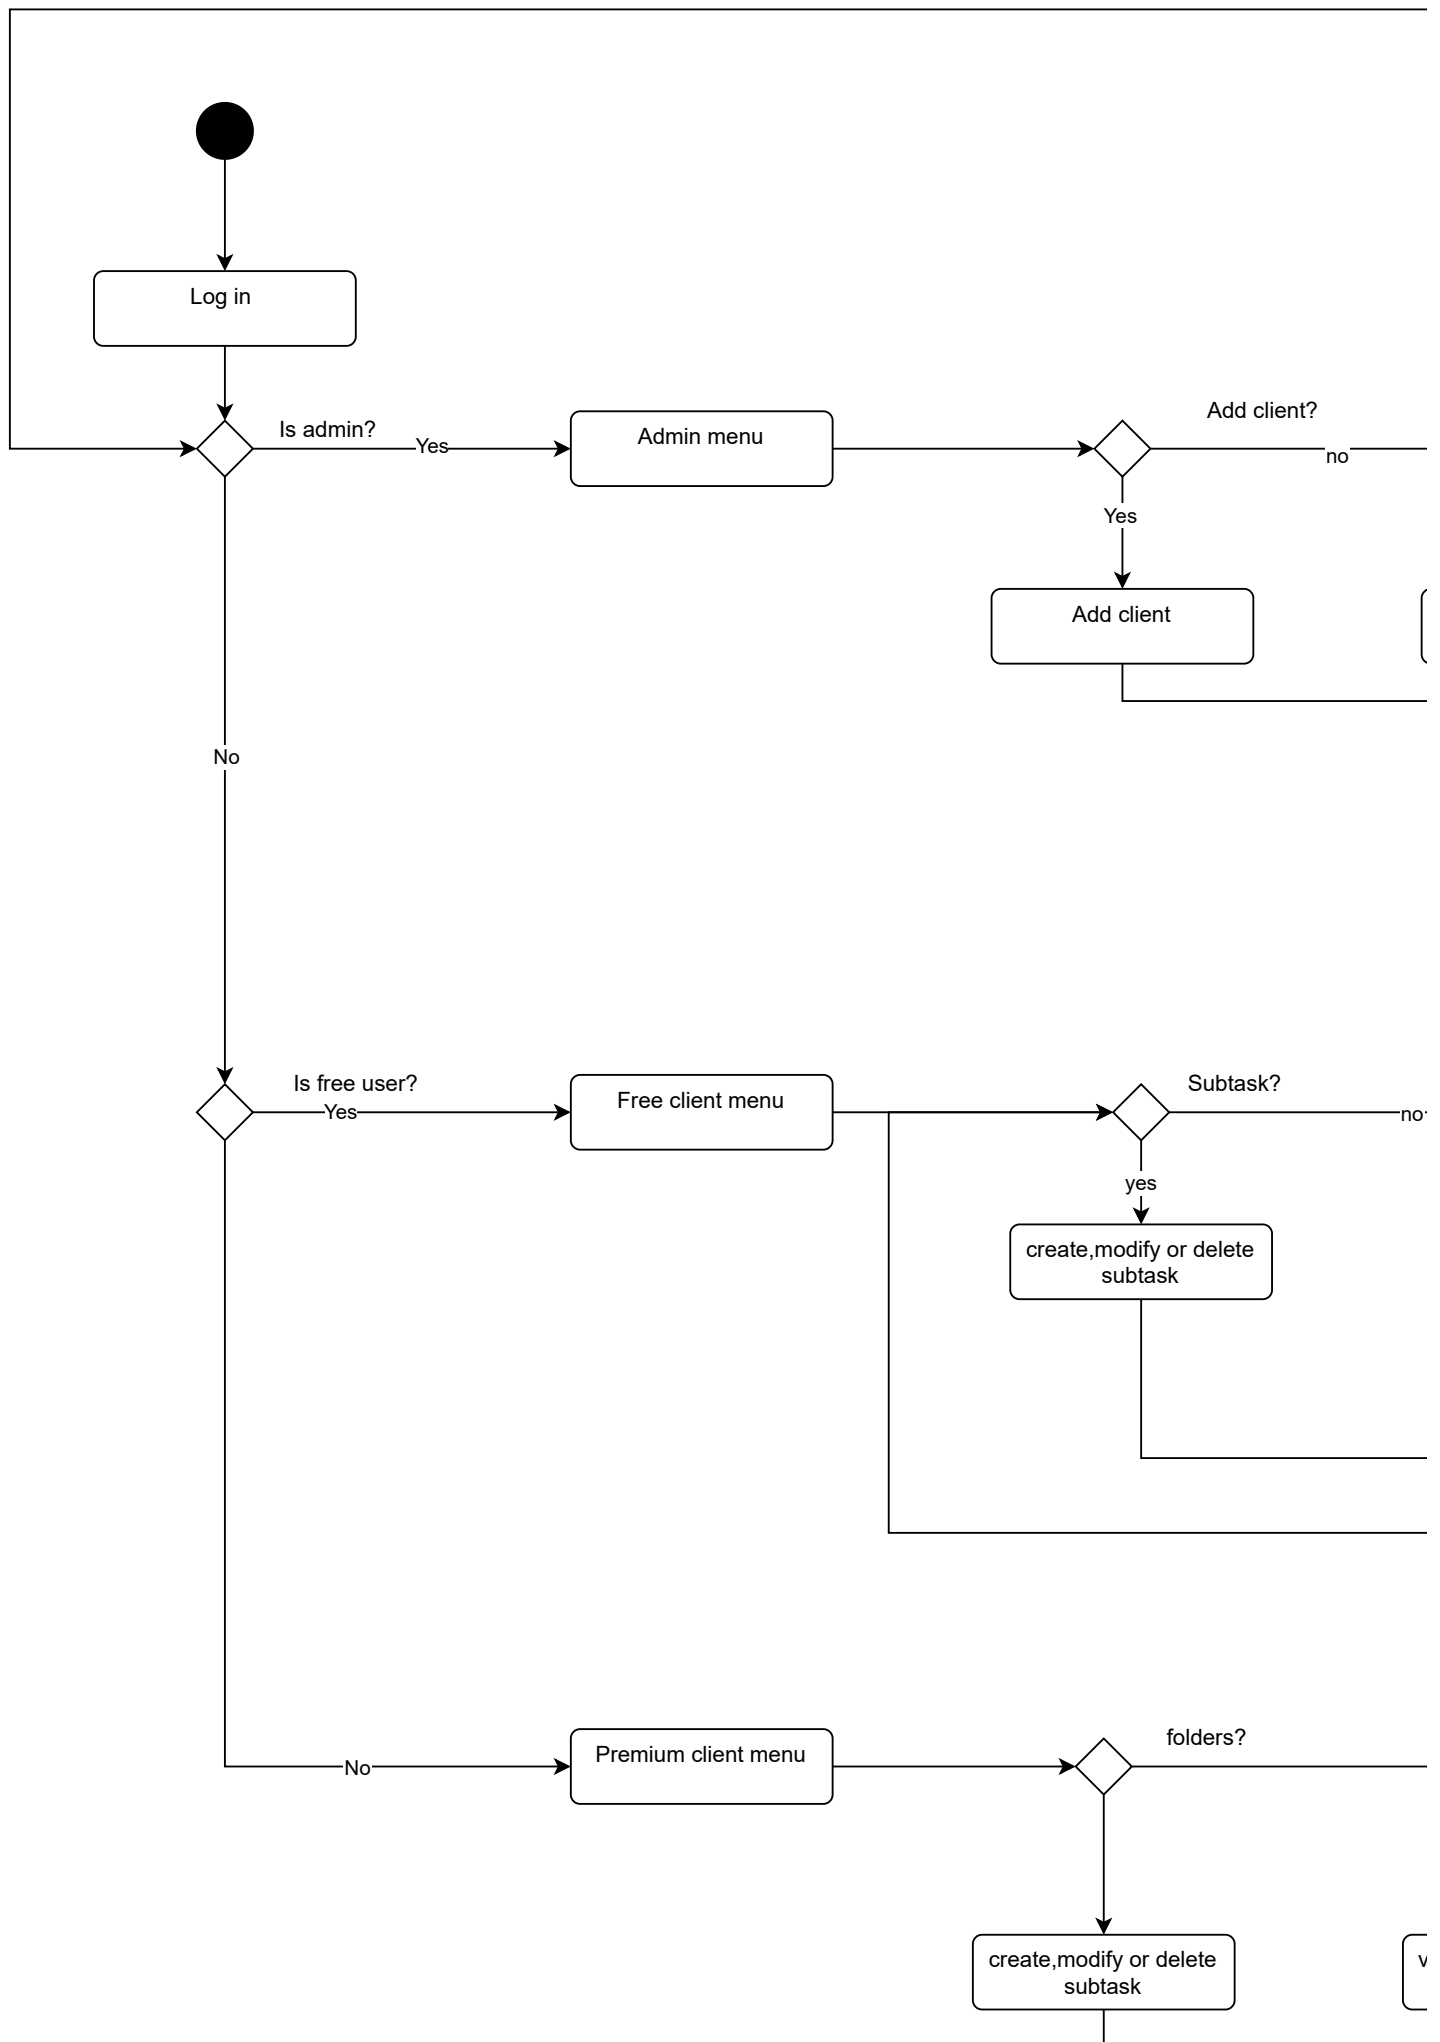 Log in
Is admin?
Yes
Admin menu
Add client?
no
Yes
Add client
No
Is free user?
Yes
Free client menu
Subtask?
no
yes
create,modify or delete
subtask
No
Premium client menu
folders?
create,modify or delete
subtask